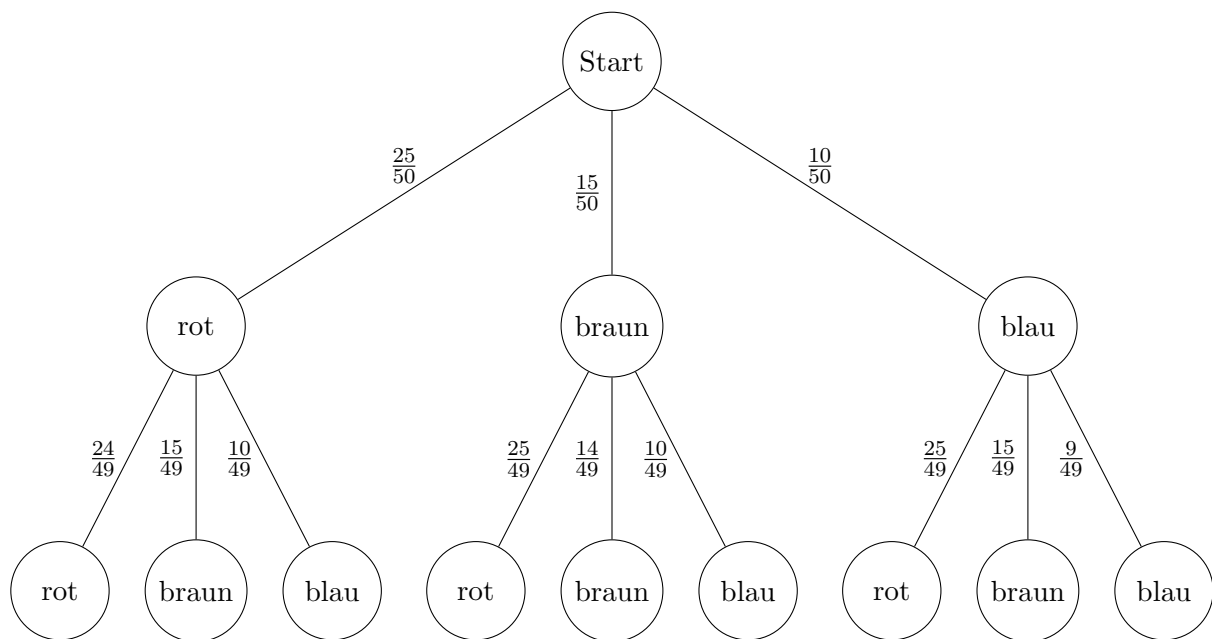 Start
25/50
15/50
10/50
rot
braun
blau
24/49
15/49
10/49
25/49
14/49
10/49
25/49
15/49
9/49
rot
braun
blau
rot
braun
blau
rot
braun
blau